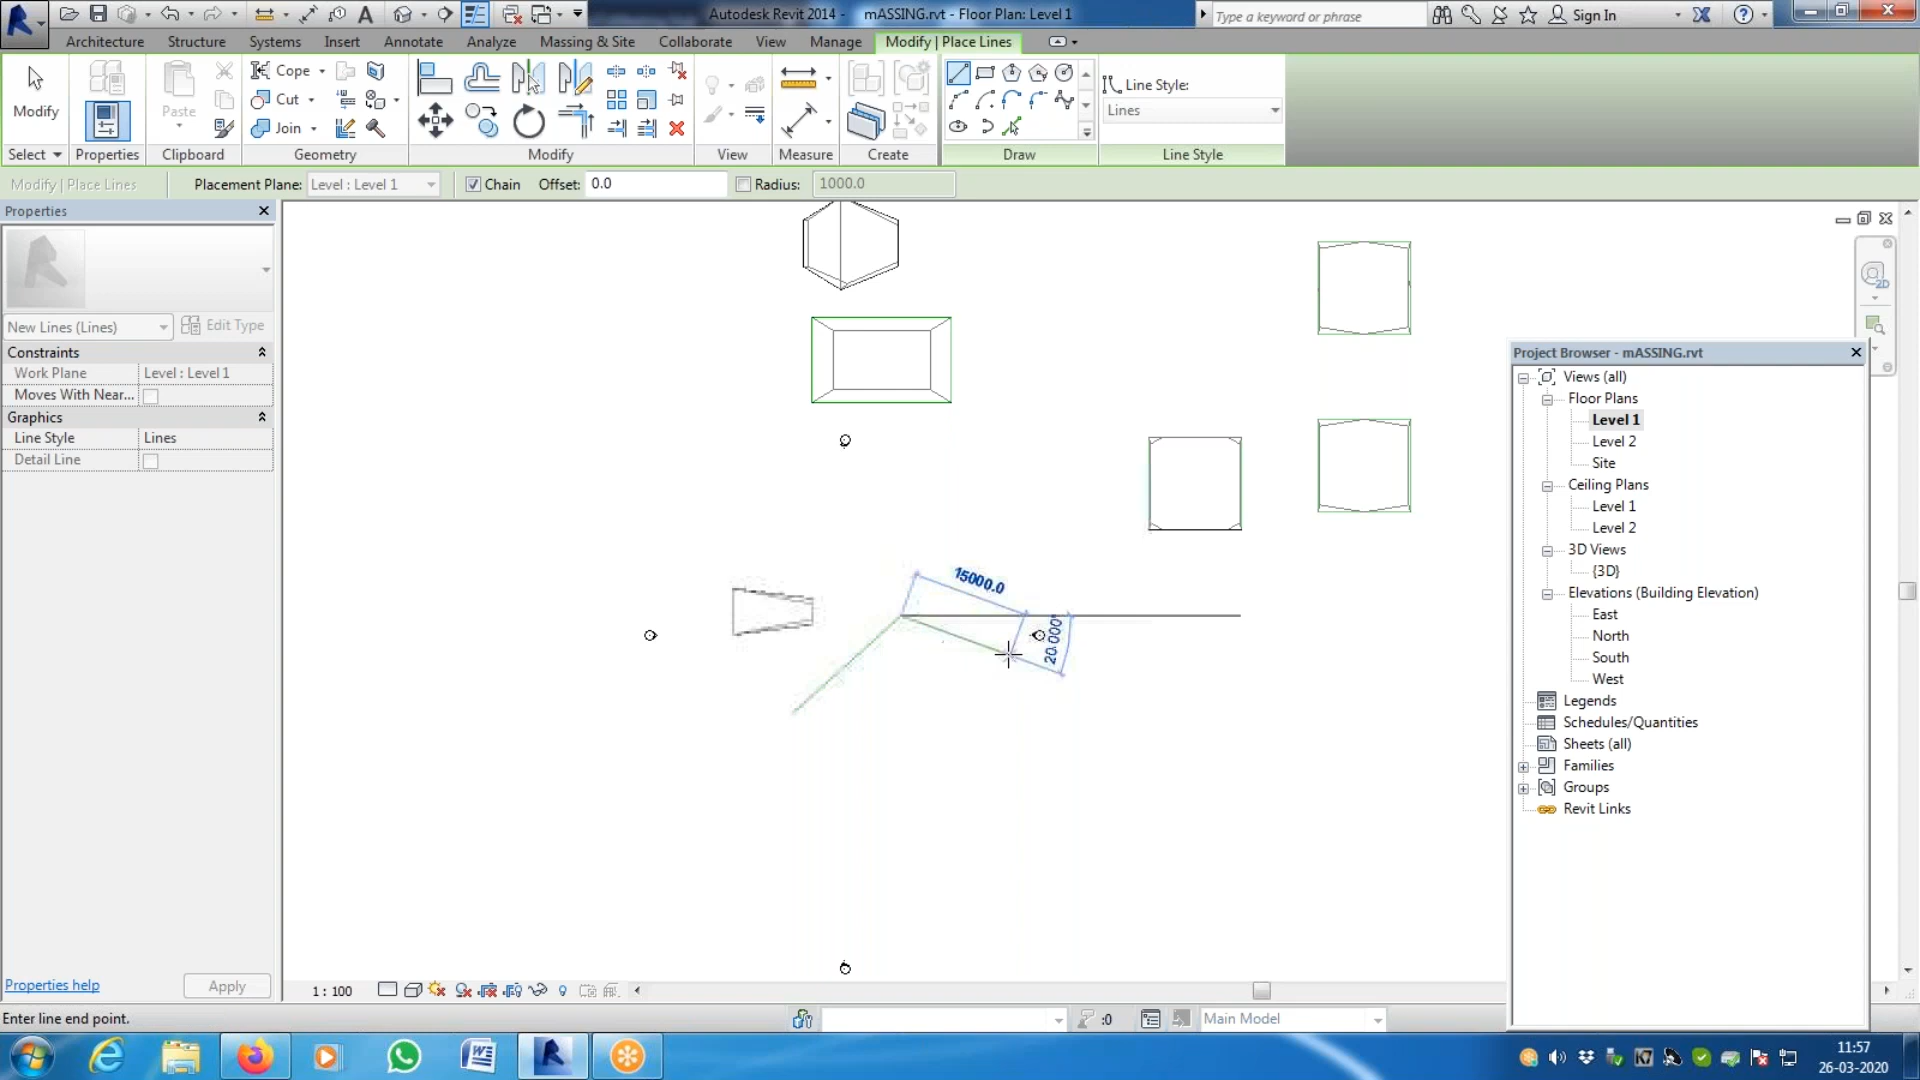 Autodesk Revit 2014 - mASSING.rvt - Floor Plan: Level 1
Type a keyword or phrase
Sign In
Architecture Structure Systems Insert Annotate Analyze Massing & Site Collaborate View Manage Modify | Place Lines
Modify
Paste
Cope
Cut
Join
Line Style:
Lines
Select Properties Clipboard Geometry Modify View Measure Create Draw Line Style
Modify | Place Lines Placement Plane: Level : Level 1 Chain Offset: 0.0 Radius: 1000.0
Properties
New Lines (Lines) Edit Type
Constraints
Work Plane Level : Level 1
Moves With Near...
Graphics
Line Style Lines
Detail Line
Properties help Apply
15000.0
20.000°
2D
Project Browser - mASSING.rvt
Views (all)
Floor Plans
Level 1
Level 2
Site
Ceiling Plans
Level 1
Level 2
3D Views
{3D}
Elevations (Building Elevation)
East
North
South
West
Legends
Schedules/Quantities
Sheets (all)
Families
Groups
Revit Links
1 : 100
Enter line end point.
:0
Main Model
11:57
26-03-2020